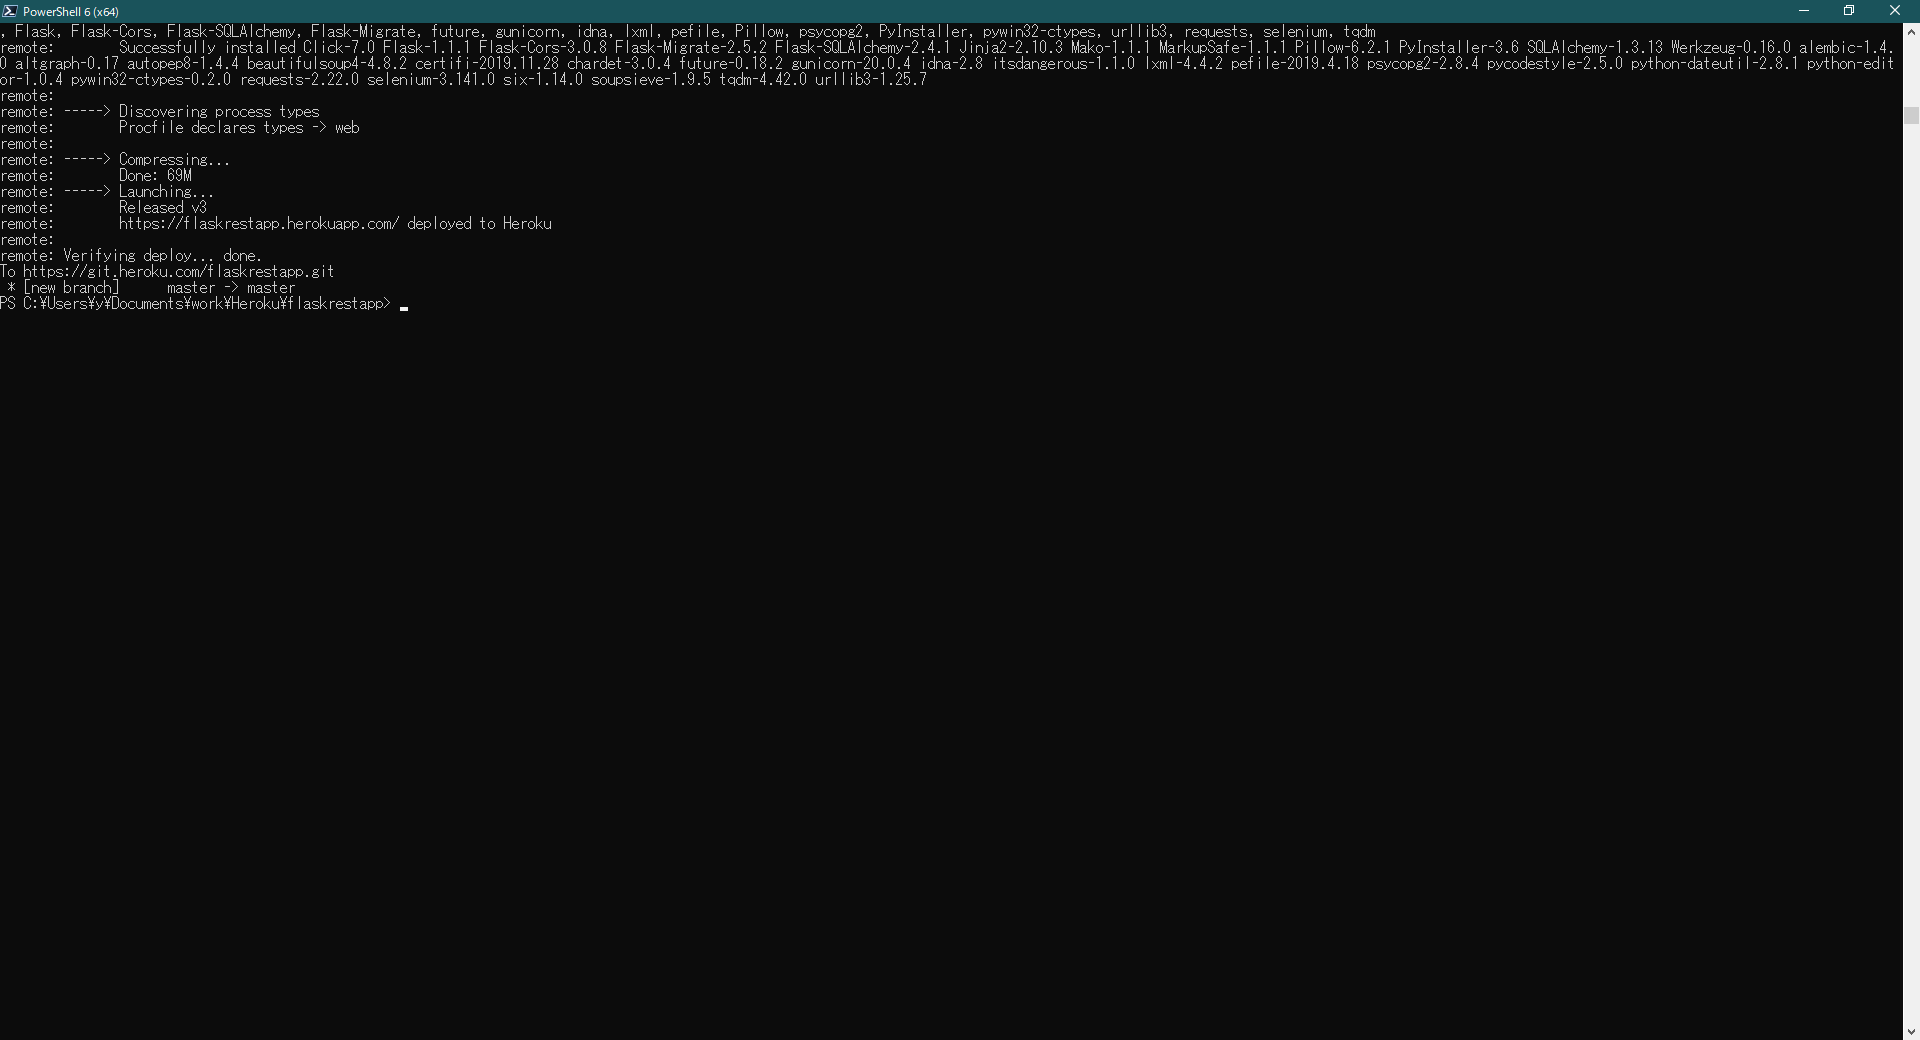 PowerShell 6 (x64)
, Flask, Flask-Cors, Flask-SQLAlchemy, Flask-Migrate, future, gunicorn, idna, lxml, pefile, Pillow, psycopg2, PyInstaller, pywin32-ctypes, urllib3, requests, selenium, tqdm
remote:        Successfully installed Click-7.0 Flask-1.1.1 Flask-Cors-3.0.8 Flask-Migrate-2.5.2 Flask-SQLAlchemy-2.4.1 Jinja2-2.10.3 Mako-1.1.1 MarkupSafe-1.1.1 Pillow-6.2.1 PyInstaller-3.6 SQLAlchemy-1.3.13 Werkzeug-0.16.0 alembic-1.4.
0 altgraph-0.17 autopep8-1.4.4 beautifulsoup4-4.8.2 certifi-2019.11.28 chardet-3.0.4 future-0.18.2 gunicorn-20.0.4 idna-2.8 itsdangerous-1.1.0 lxml-4.4.2 pefile-2019.4.18 psycopg2-2.8.4 pycodestyle-2.5.0 python-dateutil-2.8.1 python-edit
or-1.0.4 pywin32-ctypes-0.2.0 requests-2.22.0 selenium-3.141.0 six-1.14.0 soupsieve-1.9.5 tqdm-4.42.0 urllib3-1.25.7
remote:
remote: -----> Discovering process types
remote:        Procfile declares types -> web
remote:
remote: -----> Compressing...
remote:        Done: 69M
remote: -----> Launching...
remote:        Released v3
remote:        https://flaskrestapp.herokuapp.com/ deployed to Heroku
remote:
remote: Verifying deploy... done.
To https://git.heroku.com/flaskrestapp.git
 * [new branch]      master -> master
PS C:¥Users¥y¥Documents¥work¥Heroku¥flaskrestapp>